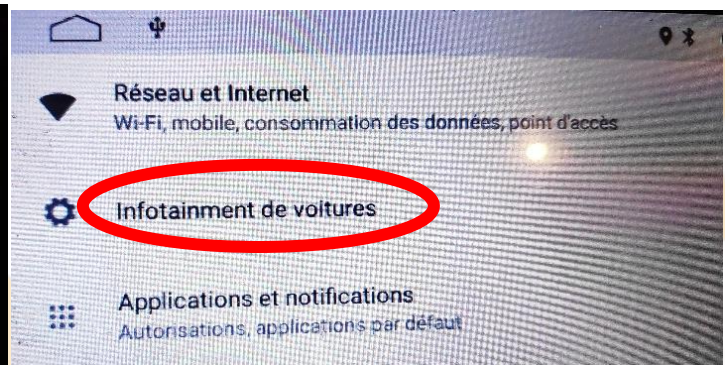 Réseau et Internet
Wi-Fi, mobile, consommation des données, point d'accès
Infotainment de voitures
Applications et notifications
Autorisations, applications par défaut